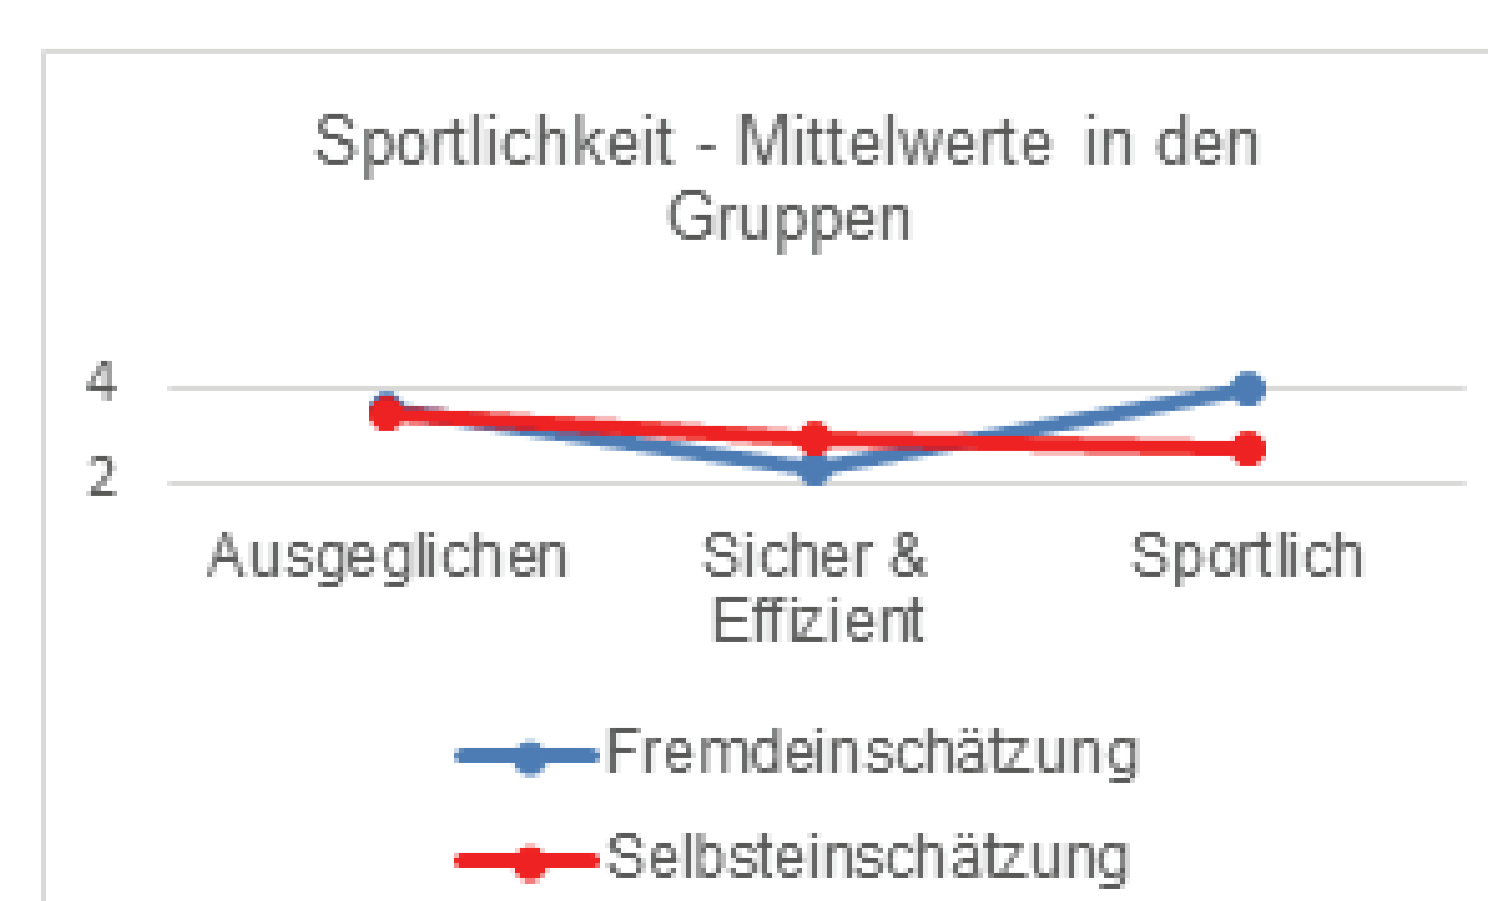 Sportlichkeit - Mittelwerte in den
Gruppen
4
2
Ausgeglichen
Sicher &
Effizient
Sportlich
Fremdeinschätzung
Selbsteinschätzung